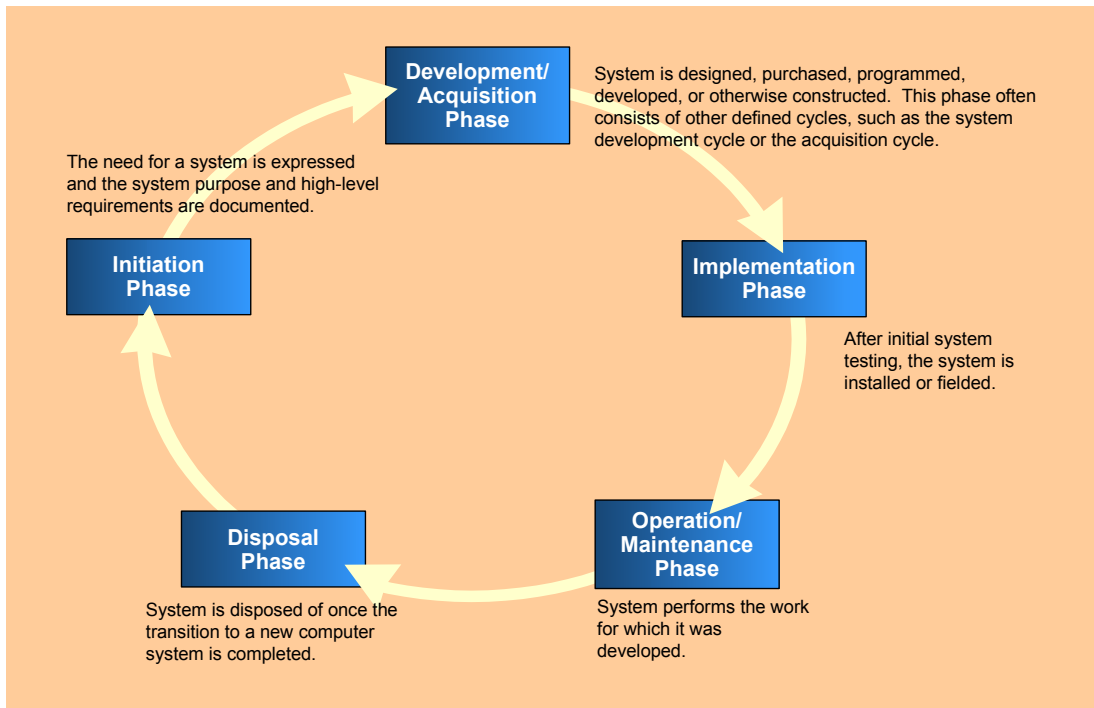 Development/
Acquisition
Phase
System is designed, purchased, programmed,
developed, or otherwise constructed.  This phase often
consists of other defined cycles, such as the system
development cycle or the acquisition cycle.
The need for a system is expressed
and the system purpose and high-level
requirements are documented.
Initiation
Phase
Implementation
Phase
After initial system
testing, the system is
installed or fielded.
Operation/
Maintenance
Phase
System performs the work
for which it was
developed.
Disposal
Phase
System is disposed of once the
transition to a new computer
system is completed.